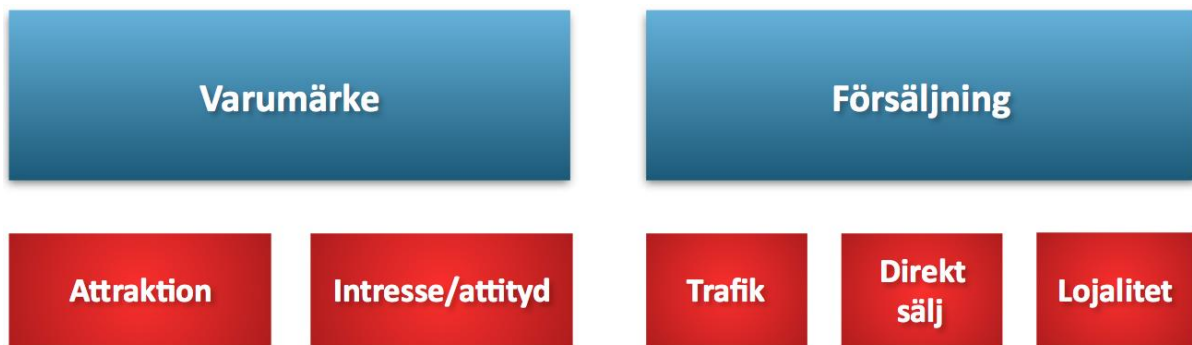 Varumärke
Försäljning
Attraktion
Intresse/attityd
Trafik
Direkt
sälj
Lojalitet